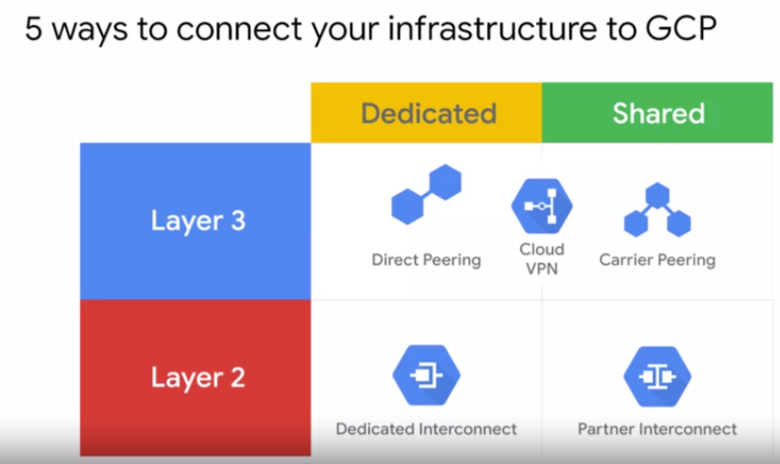 5 ways to connect your infrastructure to GCP
Dedicated
Shared
Layer 3
Direct Peering
Cloud
VPN
Carrier Peering
Layer 2
Dedicated Interconnect
Partner Interconnect